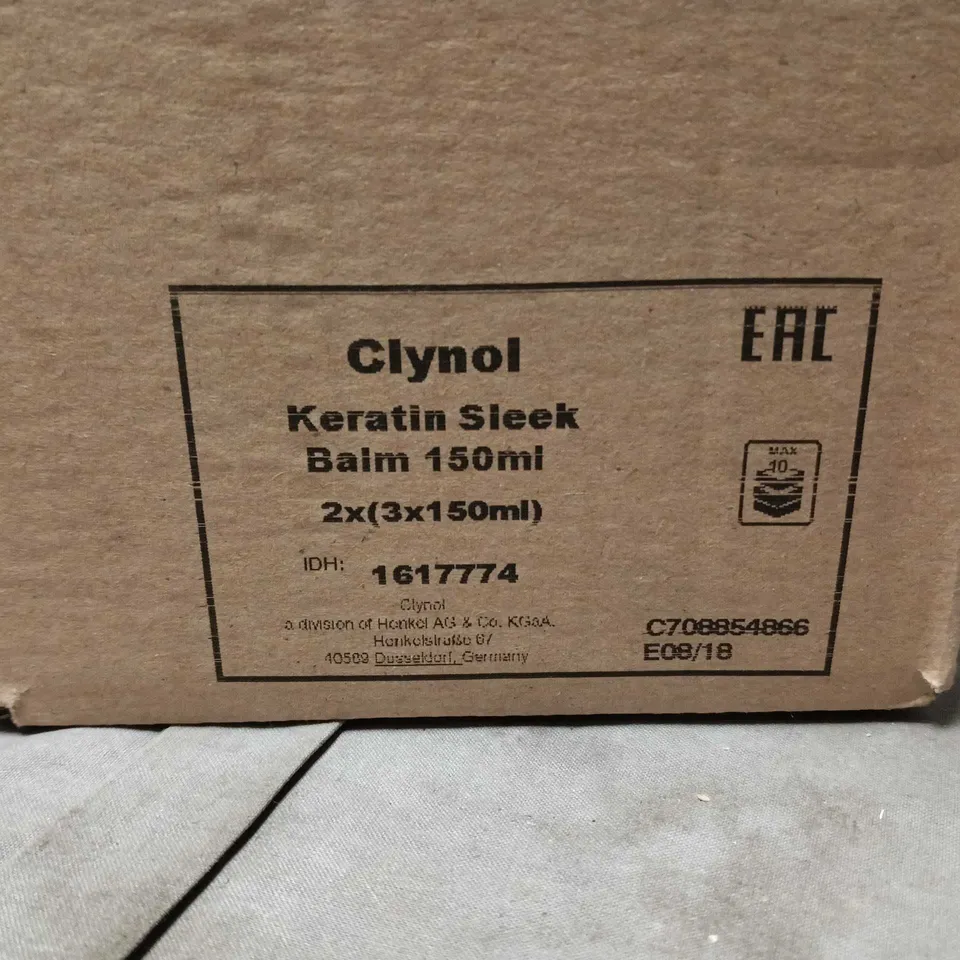 Clynol
EAC
Keratin Sleek
Balm 150ml
2x(3x150ml)
MAX
10
IDH: 1617774
Clynol
a division of Henkel AG & Co. KGaA.
Henkelstraße 67
40589 Düsseldorf, Germany
C708854866
E08/18